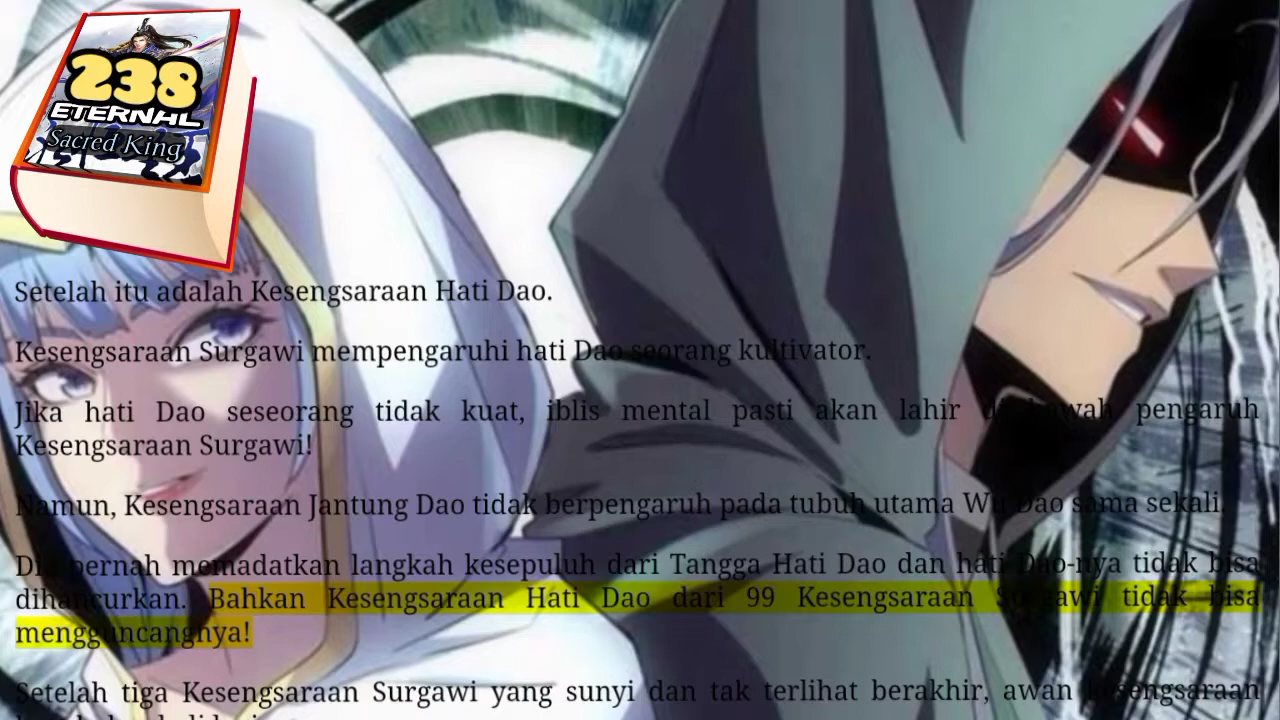 238
ETERNAL
Sacred King
Setelah itu adalah Kesengsaraan Hati Dao.
Kesengsaraan Surgawi mempengaruhi hati Dao seorang kultivator.
Jika hati Dao seseorang tidak kuat, iblis mental pasti akan lahir di bawah pengaruh
Kesengsaraan Surgawi!
Namun, Kesengsaraan Jantung Dao tidak berpengaruh pada tubuh utama Wu Dao sama sekali.
Dia pernah memadatkan langkah kesepuluh dari Tangga Hati Dao dan hati Dao-nya tidak bisa
dihancurkan. Bahkan Kesengsaraan Hati Dao dari 99 Kesengsaraan Surgawi tidak bisa
mengguncangnya!
Setelah tiga Kesengsaraan Surgawi yang sunyi dan tak terlihat berakhir, awan kesengsaraan